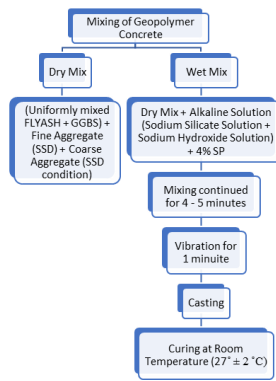 Mixing of Geopolymer
Concrete
Dry Mix
Wet Mix
(Uniformly mixed
FLYASH + GGBS) +
Fine Aggregate
(SSD) + Coarse
Aggregate (SSD
condition)
Dry Mix + Alkaline Solution
(Sodium Silicate Solution +
Sodium Hydroxide Solution)
+ 4% SP
Mixing continued
for 4 - 5 minutes
Vibration for
1 minuite
Casting
Curing at Room
Temperature (27˚ ± 2 ˚C)